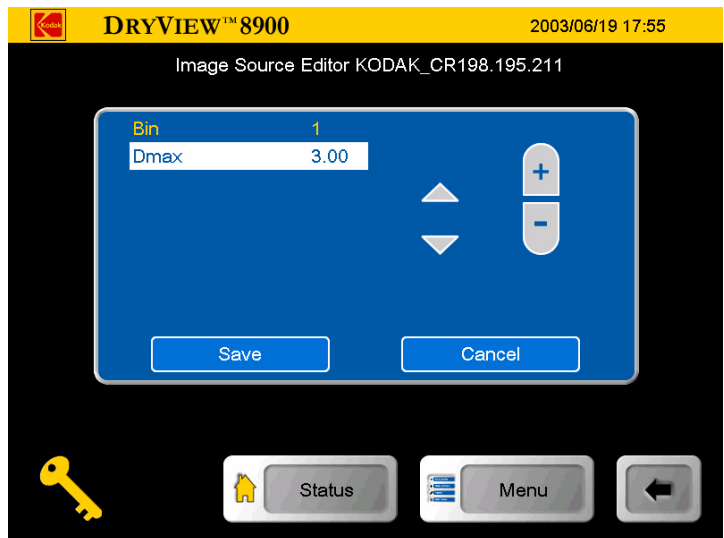 Kodak
DRYVIEW™8900
2003/06/19 17:55
Image Source Editor KODAK_CR198.195.211
Bin 1
Dmax 3.00
+
-
Save Cancel
Status Menu